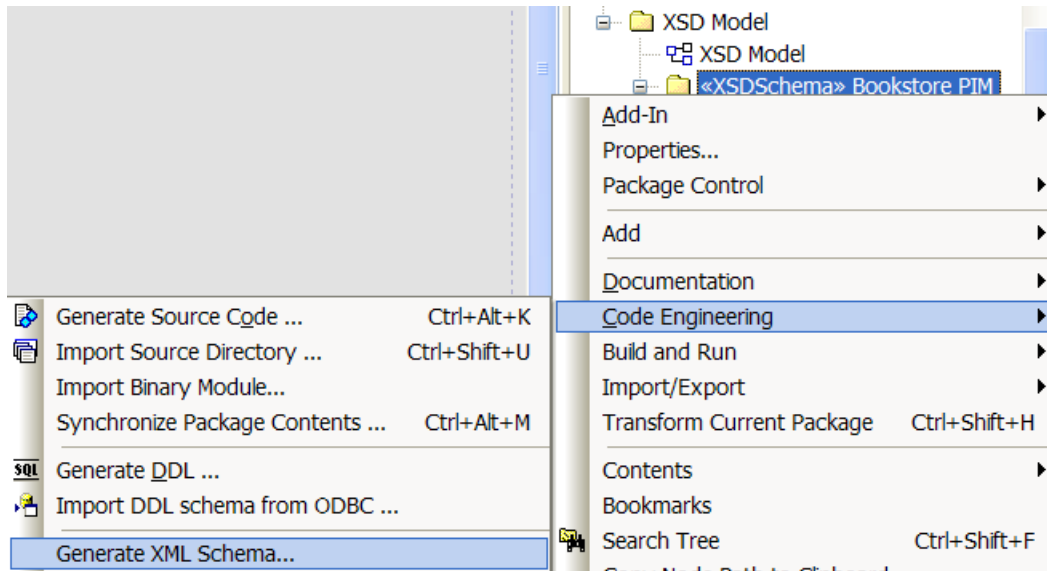 XSD Model
XSD Model
«XSDSchema» Bookstore PIM
Add-In
Properties...
Package Control
Add
Documentation
Code Engineering
Build and Run
Import/Export
Transform Current Package Ctrl+Shift+H
Contents
Bookmarks
Search Tree Ctrl+Shift+F
Generate Source Code ... Ctrl+Alt+K
Import Source Directory ... Ctrl+Shift+U
Import Binary Module...
Synchronize Package Contents ... Ctrl+Alt+M
SQL Generate DDL ...
Import DDL schema from ODBC ...
Generate XML Schema...